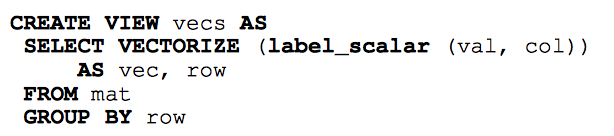 CREATE VIEW vecs AS
SELECT VECTORIZE (label_scalar (val, col))
AS vec, row
FROM mat
GROUP BY row